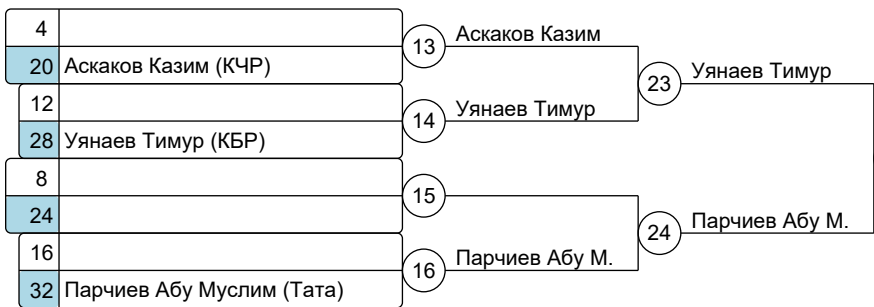 4
20 Аскаков Казим (КЧР)
13 Аскаков Казим
12
28 Уянаев Тимур (КБР)
14 Уянаев Тимур
23 Уянаев Тимур
8
24
15
16
32 Парчиев Абу Муслим (Тата)
16 Парчиев Абу М.
24 Парчиев Абу М.